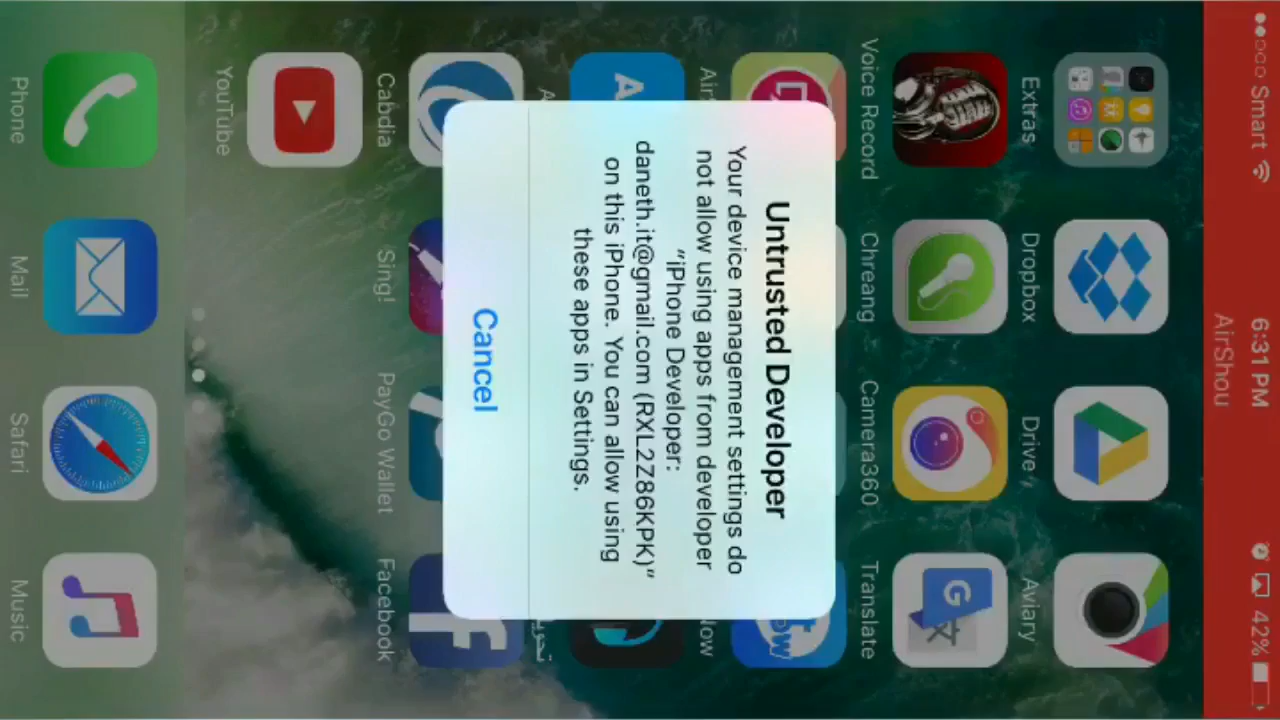 Smart 6:31 PM 42%
AirShou
Extras Dropbox Drive Aviary
Voice Record Chreang Camera360 Translate
Untrusted Developer
Your device management settings do
not allow using apps from developer
"iPhone Developer:
daneth.it@gmail.com (RXL2Z86KPK)"
on this iPhone. You can allow using
these apps in Settings.
Cancel
Cabdia Sing! PayGo Wallet Facebook
YouTube
Phone Mail Safari Music